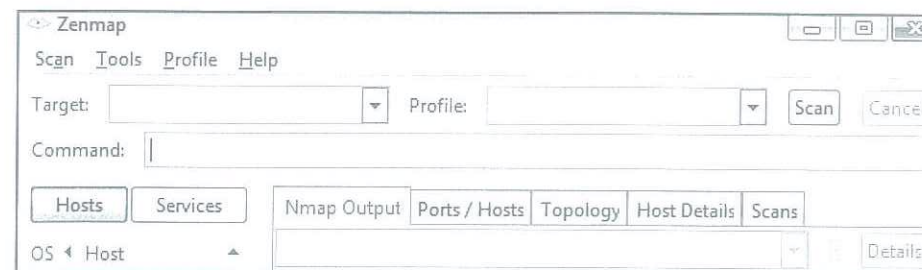 Zenmap
Scan Tools Profile Help
Target: Profile: Scan Cance
Command:
Hosts Services Nmap Output Ports / Hosts Topology Host Details Scans
OS Host Details